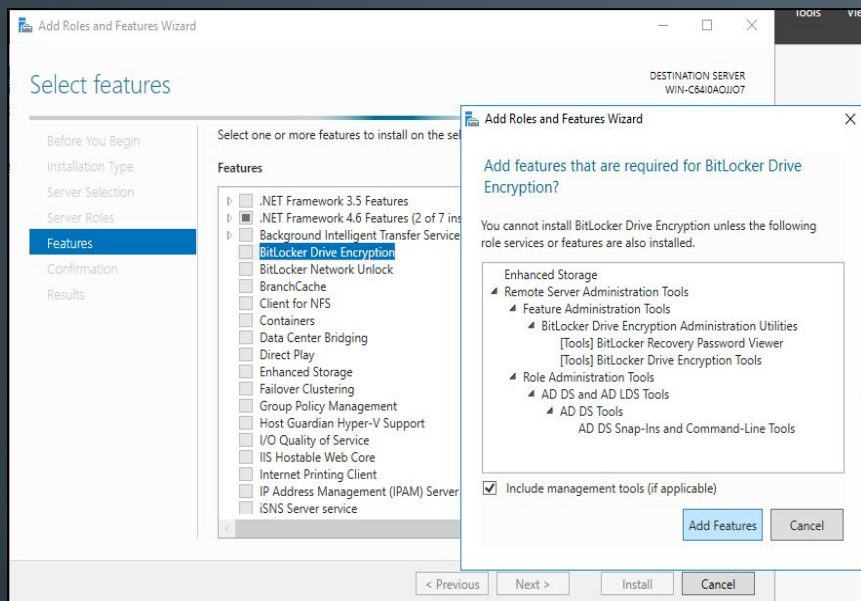 Add Roles and Features Wizard
Tools
Select features
DESTINATION SERVER
WIN-C64I0AOJJO7
Before You Begin
Installation Type
Server Selection
Server Roles
Features
Confirmation
Results
Select one or more features to install on the
Features
.NET Framework 3.5 Features
.NET Framework 4.6 Features (2 of 7
Background Intelligent Transfer Service
BitLocker Drive Encryption
BitLocker Network Unlock
BranchCache
Client for NFS
Containers
Data Center Bridging
Direct Play
Enhanced Storage
Failover Clustering
Group Policy Management
Host Guardian Hyper-V Support
I/O Quality of Service
IIS Hostable Web Core
Internet Printing Client
IP Address Management (IPAM) Server
iSNS Server service
< Previous
Next >
Install
Cancel
Add Roles and Features Wizard
Add features that are required for BitLocker Drive
Encryption?
You cannot install BitLocker Drive Encryption unless the following
role services or features are also installed.
Enhanced Storage
Remote Server Administration Tools
Feature Administration Tools
BitLocker Drive Encryption Administration Utilities
[Tools] BitLocker Recovery Password Viewer
[Tools] BitLocker Drive Encryption Tools
Role Administration Tools
AD DS and AD LDS Tools
AD DS Tools
AD DS Snap-Ins and Command-Line Tools
Include management tools (if applicable)
Add Features
Cancel